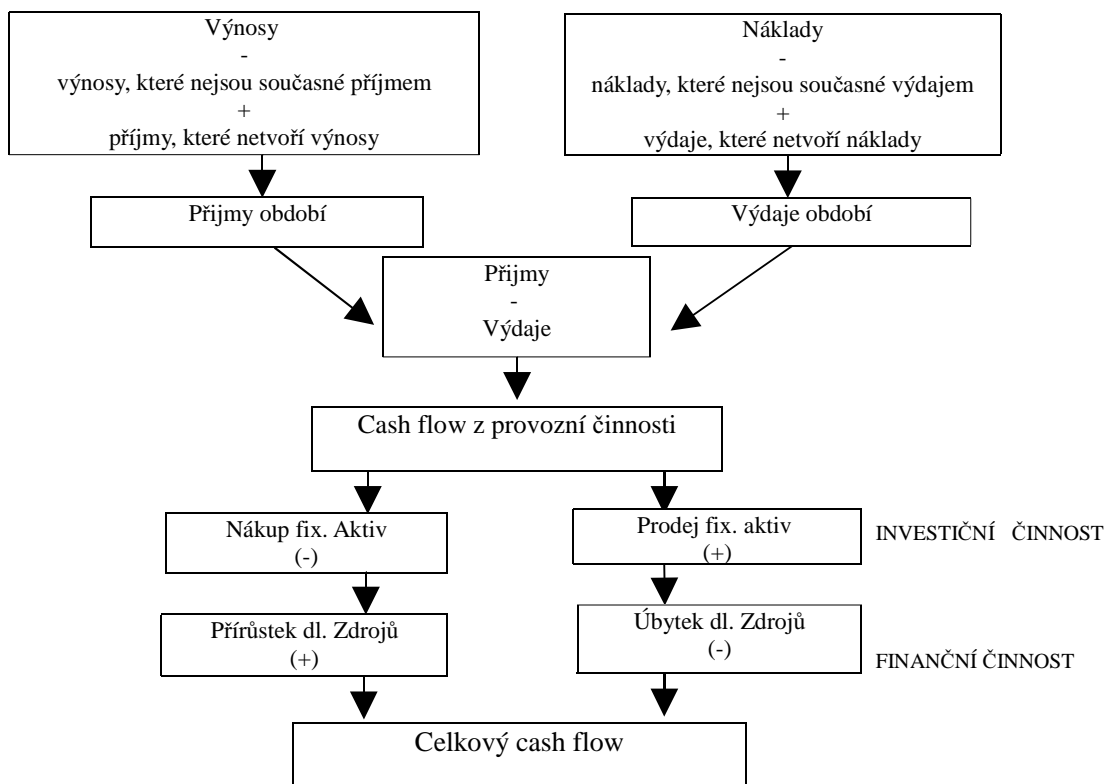 Výnosy
-
výnosy, které nejsou současné příjmem
+
příjmy, které netvoří výnosy
Náklady
-
náklady, které nejsou současné výdajem
+
výdaje, které netvoří náklady
Přijmy období
Výdaje období
Přijmy
-
Výdaje
Cash flow z provozní činnosti
Nákup fix. Aktiv
(-)
Prodej fix. aktiv
(+)
INVESTIČNÍ ČINNOST
Přírůstek dl. Zdrojů
(+)
Úbytek dl. Zdrojů
(-)
FINANČNÍ ČINNOST
Celkový cash flow